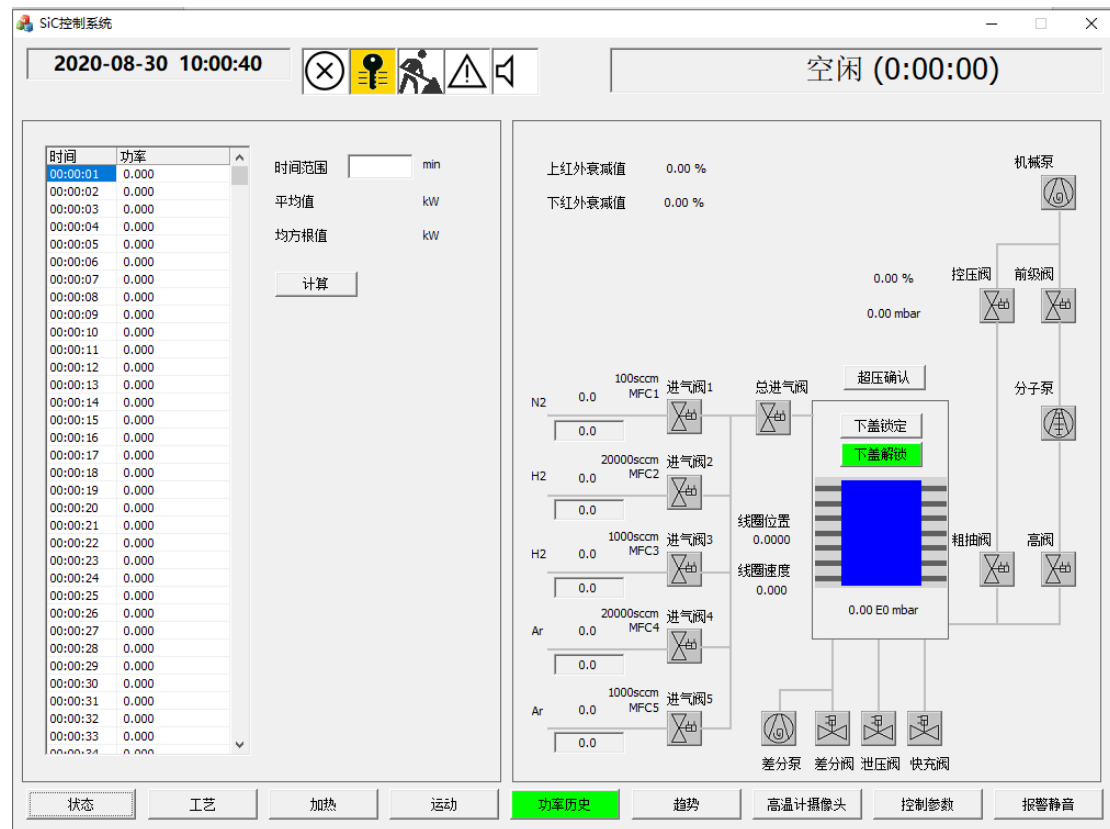 SiC控制系统
2020-08-30 10:00:40
空闲 (0:00:00)
时间 功率
00:00:01 0.000
00:00:02 0.000
00:00:03 0.000
00:00:04 0.000
00:00:05 0.000
00:00:06 0.000
00:00:07 0.000
00:00:08 0.000
00:00:09 0.000
00:00:10 0.000
00:00:11 0.000
00:00:12 0.000
00:00:13 0.000
00:00:14 0.000
00:00:15 0.000
00:00:16 0.000
00:00:17 0.000
00:00:18 0.000
00:00:19 0.000
00:00:20 0.000
00:00:21 0.000
00:00:22 0.000
00:00:23 0.000
00:00:24 0.000
00:00:25 0.000
00:00:26 0.000
00:00:27 0.000
00:00:28 0.000
00:00:29 0.000
00:00:30 0.000
00:00:31 0.000
00:00:32 0.000
00:00:33 0.000
00:00:34 0.000
时间范围 min
平均值 kW
均方根值 kW
计算
上红外衰减值 0.00 %
下红外衰减值 0.00 %
机械泵
控压阀 前级阀
0.00 %
0.00 mbar
分子泵
超压确认
总进气阀
下盖锁定
下盖解锁
N2 0.0 100sccm MFC1 进气阀1
0.0
H2 0.0 20000sccm MFC2 进气阀2
0.0
H2 0.0 1000sccm MFC3 进气阀3
0.0
Ar 0.0 20000sccm MFC4 进气阀4
0.0
Ar 0.0 1000sccm MFC5 进气阀5
0.0
线圈位置
0.0000
线圈速度
0.000
粗抽阀 高阀
0.00 E0 mbar
差分泵 差分阀 泄压阀 快充阀
状态 工艺 加热 运动 功率历史 趋势 高温计摄像头 控制参数 报警静音